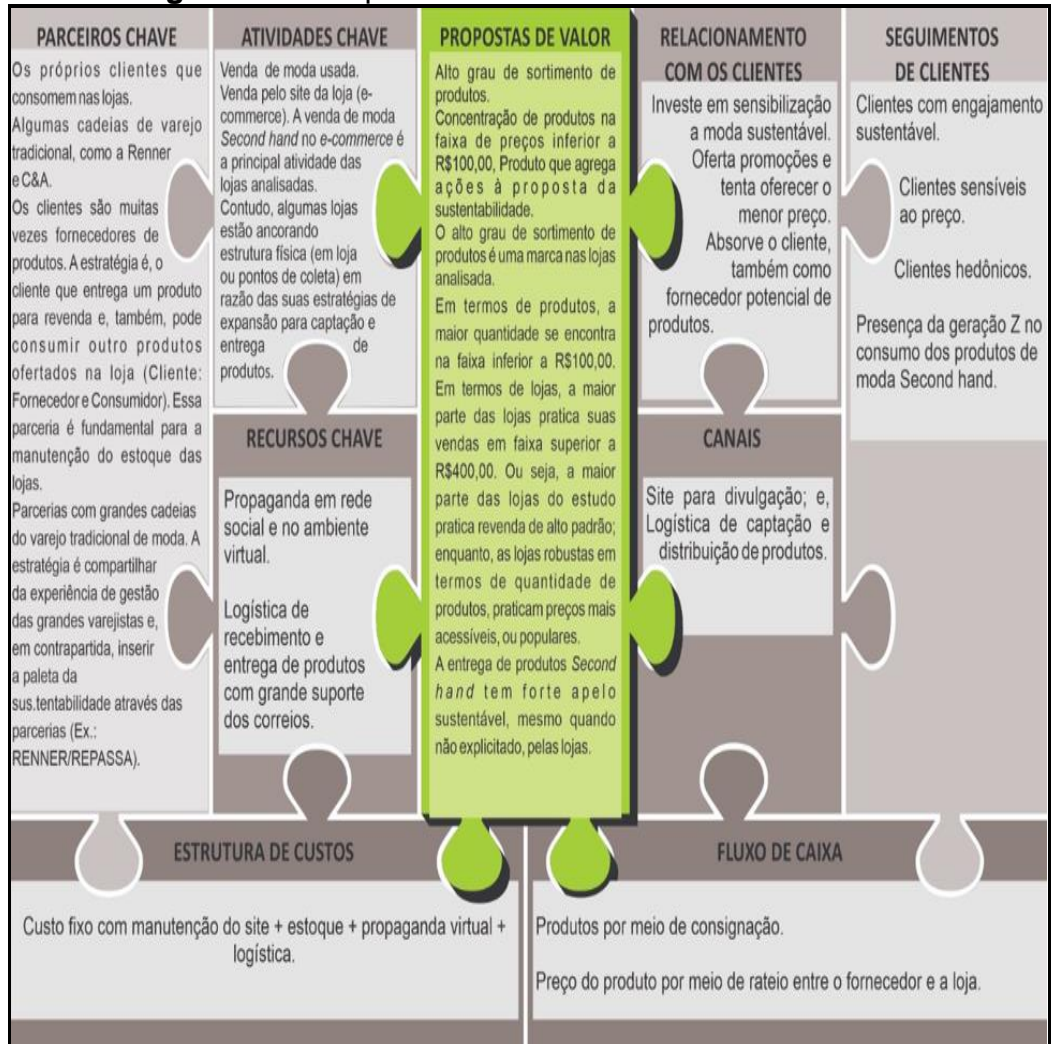 PARCEIROS CHAVE
Os próprios clientes que
consomem nas lojas.
Algumas cadeias de varejo
tradicional, como a Renner
e C&A.
Os clientes são muitas
vezes fornecedores de
produtos. A estratégia é, o
cliente que entrega um produto
para revenda e, também, pode
consumir outro produtos
ofertados na loja (Cliente:
Fornecedor e Consumidor). Essa
parceria é fundamental para a
manutenção do estoque das
lojas.
Parcerias com grandes cadeias
do varejo tradicional de moda. A
estratégia é compartilhar
da experiência de gestão
das grandes varejistas e,
em contrapartida, inserir
a paleta da
sus.tentabilidade através das
parcerias (Ex.:
RENNER/REPASSA).
ATIVIDADES CHAVE
Venda de moda usada.
Venda pelo site da loja (e-
commerce). A venda de moda
Second hand no e-commerce é
a principal atividade das
lojas analisadas.
Contudo, algumas lojas
estão ancorando
estrutura física (em loja
ou pontos de coleta) em
razão das suas estratégias de
expansão para captação e
entrega de
produtos.
RECURSOS CHAVE
Propaganda em rede
social e no ambiente
virtual.
Logística de
recebimento e
entrega de produtos
com grande suporte
dos correios.
PROPOSTAS DE VALOR
Alto grau de sortimento de
produtos.
Concentração de produtos na
faixa de preços inferior a
R$100,00, Produto que agrega
ações à proposta da
sustentabilidade.
O alto grau de sortimento de
produtos é uma marca nas lojas
analisada.
Em termos de produtos, a
maior quantidade se encontra
na faixa inferior a R$100,00.
Em termos de lojas, a maior
parte das lojas pratica suas
vendas em faixa superior a
R$400,00. Ou seja, a maior
parte das lojas do estudo
pratica revenda de alto padrão;
enquanto, as lojas robustas em
termos de quantidade de
produtos, praticam preços mais
acessíveis, ou populares.
A entrega de produtos Second
hand tem forte apelo
sustentável, mesmo quando
não explicitado, pelas lojas.
RELACIONAMENTO
COM OS CLIENTES
Investe em sensibilização
a moda sustentável.
Oferta promoções e
tenta oferecer o
menor preço.
Absorve o cliente,
também como
fornecedor potencial de
produtos.
CANAIS
Site para divulgação; e,
Logística de captação e
distribuição de produtos.
SEGUIMENTOS
DE CLIENTES
Clientes com engajamento
sustentável.
Clientes sensíveis
ao preço.
Clientes hedônicos.
Presença da geração Z no
consumo dos produtos de
moda Second hand.
ESTRUTURA DE CUSTOS
Custo fixo com manutenção do site + estoque + propaganda virtual +
logística.
FLUXO DE CAIXA
Produtos por meio de consignação.
Preço do produto por meio de rateio entre o fornecedor e a loja.